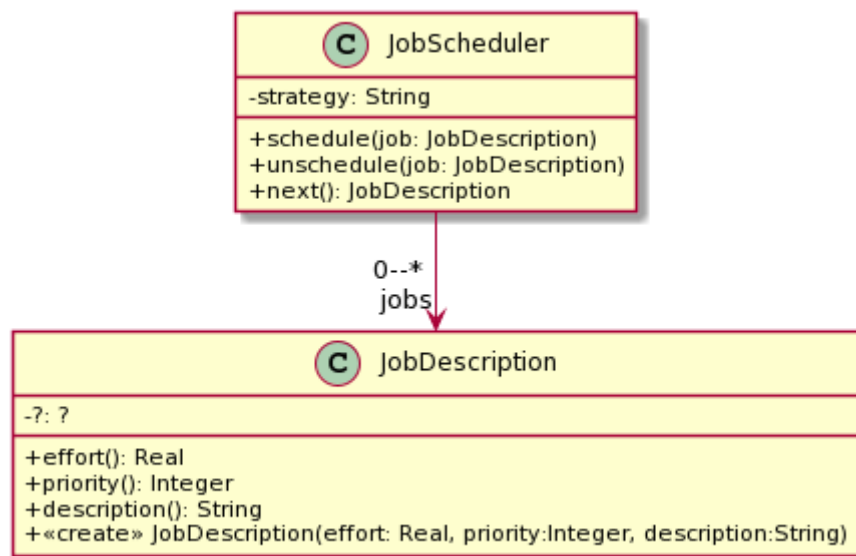 C JobScheduler
-strategy: String
+schedule(job: JobDescription)
+unschedule(job: JobDescription)
+next(): JobDescription
0--*
jobs
C JobDescription
-?: ?
+effort(): Real
+priority(): Integer
+description(): String
+«create» JobDescription(effort: Real, priority:Integer, description:String)